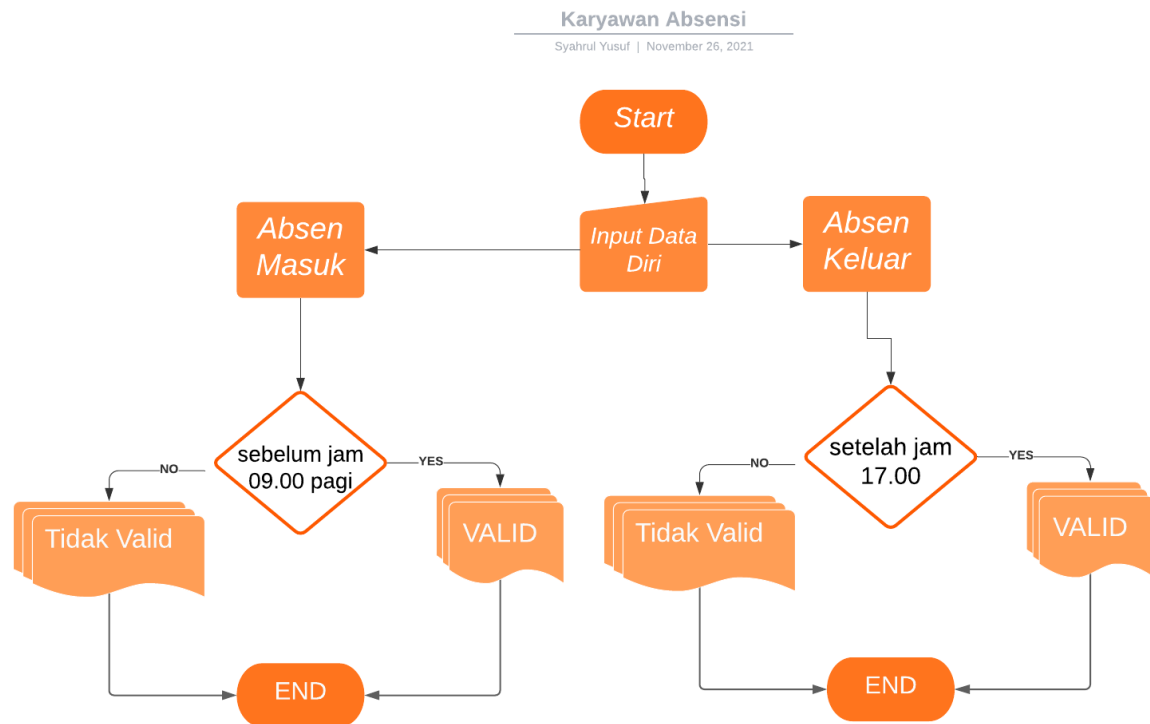 Karyawan Absensi
Syahrul Yusuf | November 26, 2021
Start
Absen
Masuk
Input Data
Diri
Absen
Keluar
sebelum jam
09.00 pagi
NO
YES
Tidak Valid
VALID
END
setelah jam
17.00
NO
YES
Tidak Valid
VALID
END